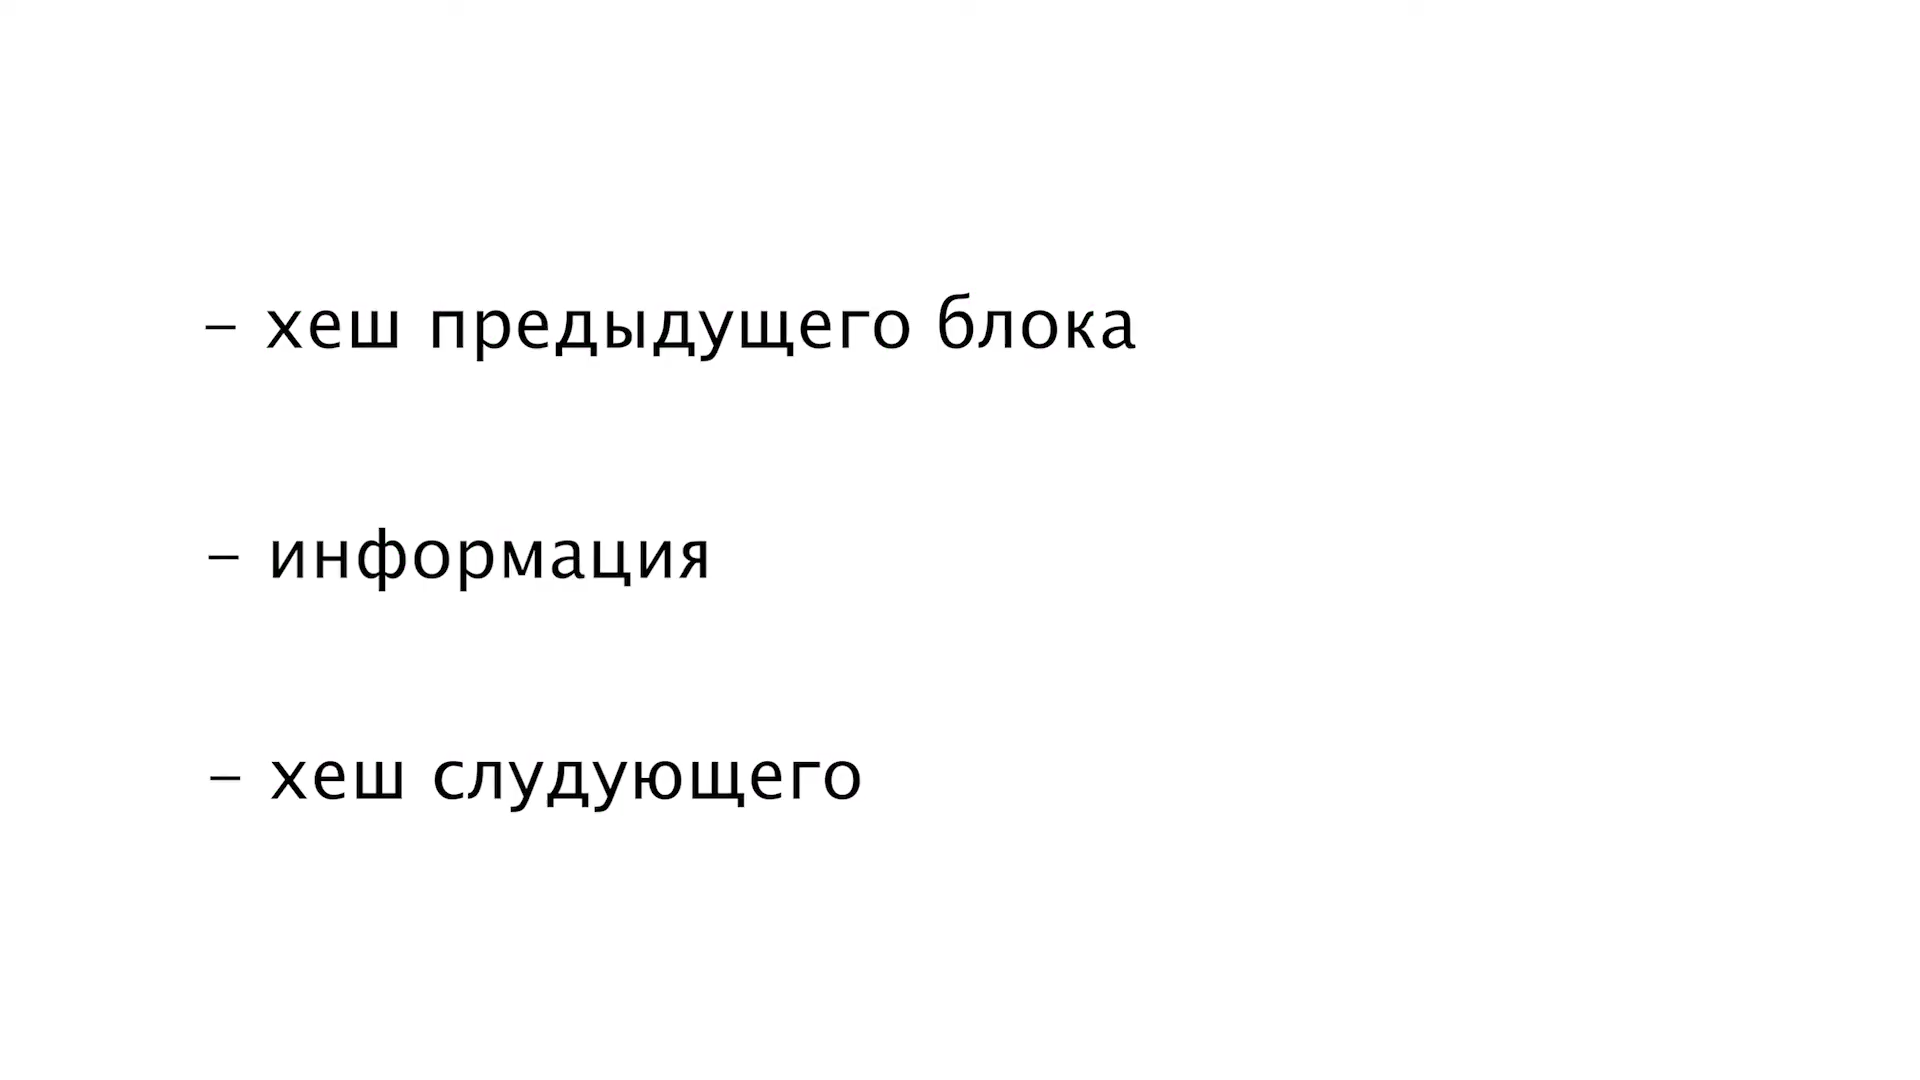 – хеш предыдущего блока
– информация
– хеш слудующего